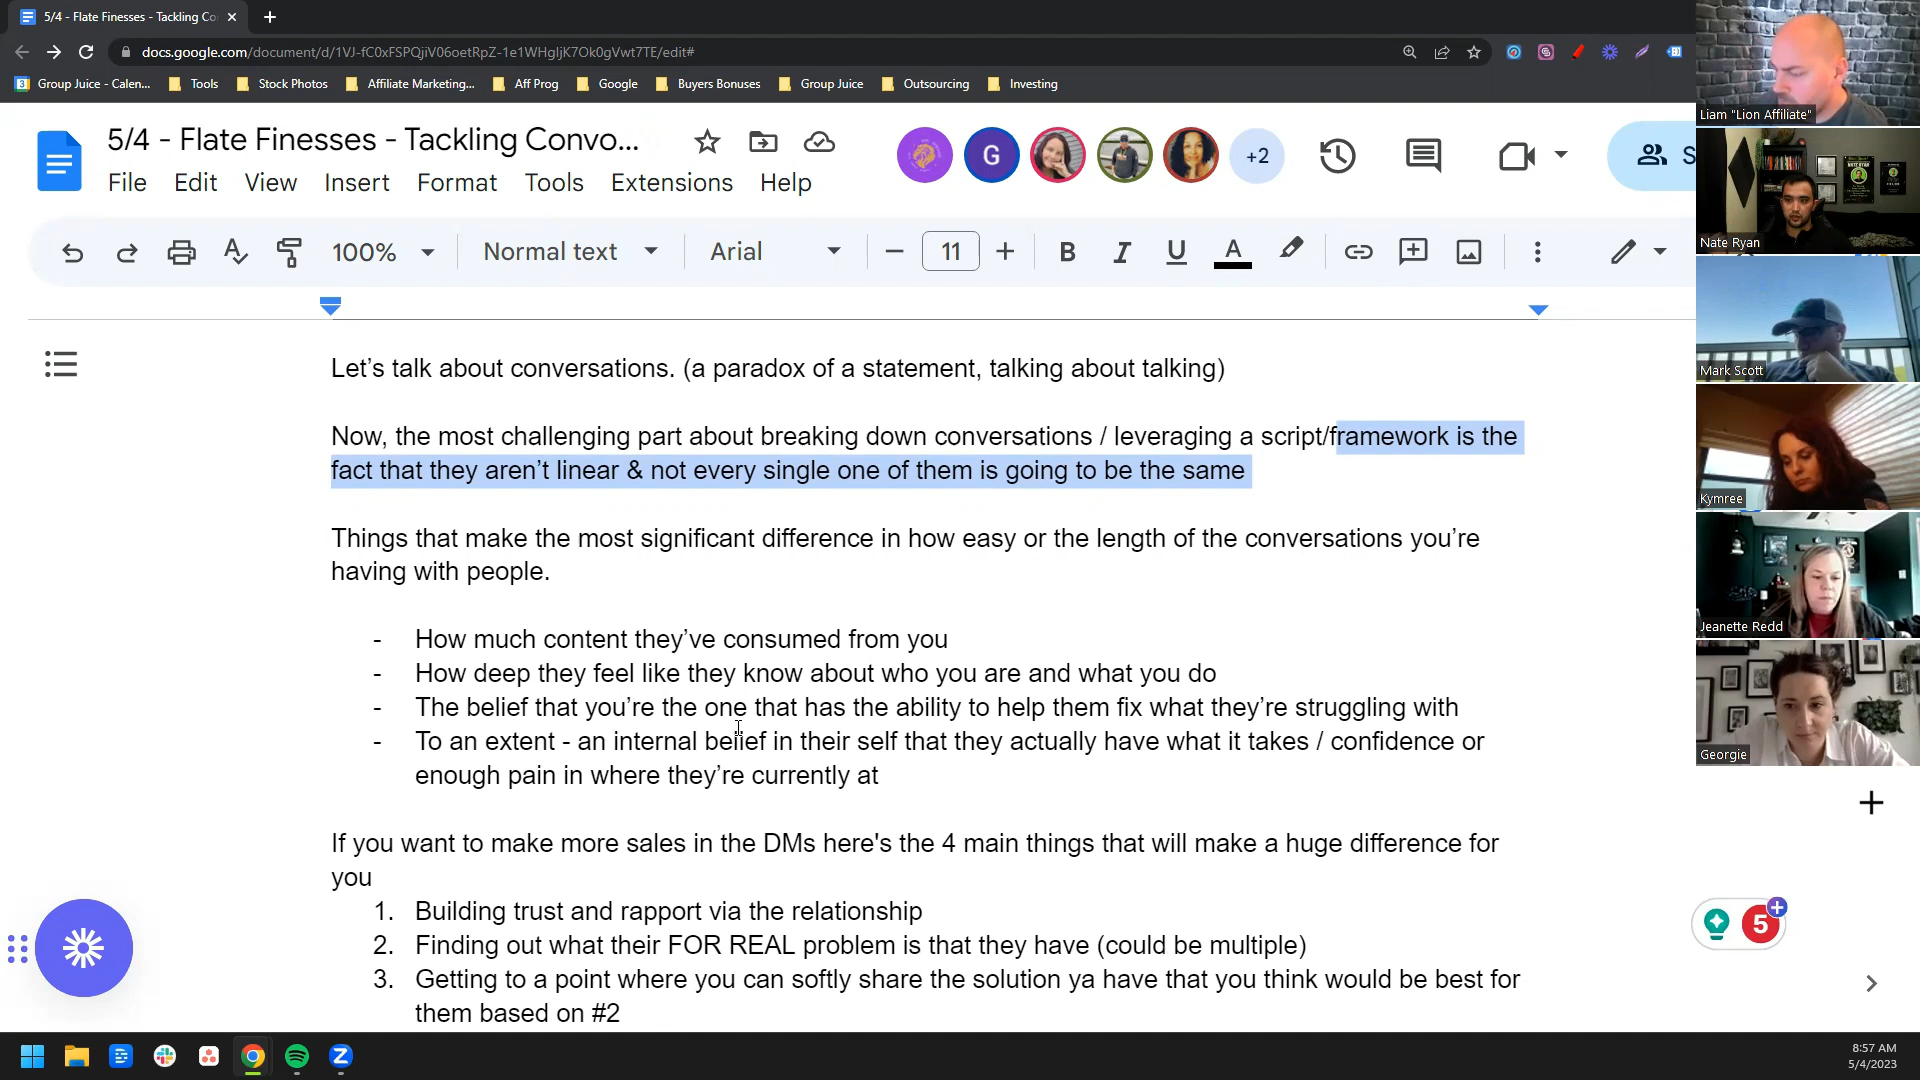 5/4 - Flate Finesses - Tackling Co
docs.google.com/document/d/1VJ-fC0xFSPQjiV06oetRpZ-1e1WHgIjK7Ok0gVwt7TE/edit#
Group Juice - Calen... Tools Stock Photos Affiliate Marketing... Aff Prog Google Buyers Bonuses Group Juice Outsourcing Investing
5/4 - Flate Finesses - Tackling Convo...
G
+2
S
File Edit View Insert Format Tools Extensions Help
100% Normal text Arial 11 B I U A
Let’s talk about conversations. (a paradox of a statement, talking about talking)
Now, the most challenging part about breaking down conversations / leveraging a script/framework is the
fact that they aren’t linear & not every single one of them is going to be the same
Things that make the most significant difference in how easy or the length of the conversations you’re
having with people.
- How much content they’ve consumed from you
- How deep they feel like they know about who you are and what you do
- The belief that you’re the one that has the ability to help them fix what they’re struggling with
- To an extent - an internal belief in their self that they actually have what it takes / confidence or
enough pain in where they’re currently at
If you want to make more sales in the DMs here's the 4 main things that will make a huge difference for
you
1. Building trust and rapport via the relationship
2. Finding out what their FOR REAL problem is that they have (could be multiple)
3. Getting to a point where you can softly share the solution ya have that you think would be best for
them based on #2
5
Liam "Lion Affiliate"
Nate Ryan
Mark Scott
Kymree
Jeanette Redd
Georgie
8:57 AM
5/4/2023